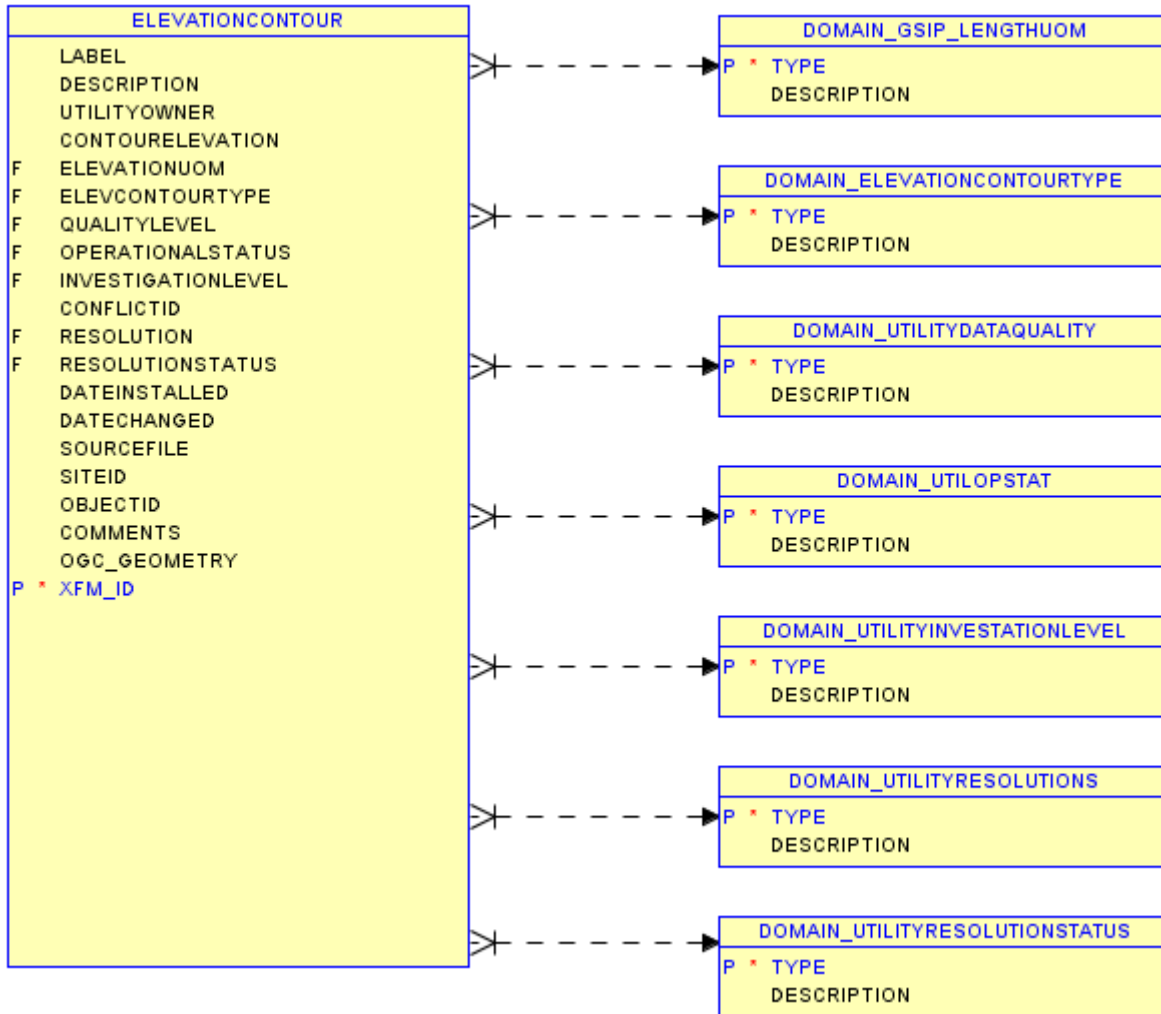 ELEVATIONCONTOUR
LABEL
DESCRIPTION
UTILITYOWNER
CONTOURELEVATION
F ELEVATIONUOM
F ELEVCONTOURTYPE
F QUALITYLEVEL
F OPERATIONALSTATUS
F INVESTIGATIONLEVEL
CONFLICTID
F RESOLUTION
F RESOLUTIONSTATUS
DATEINSTALLED
DATECHANGED
SOURCEFILE
SITEID
OBJECTID
COMMENTS
OGC_GEOMETRY
P * XFM_ID
DOMAIN_GSIP_LENGTHUOM
P * TYPE
DESCRIPTION
DOMAIN_ELEVATIONCONTOURTYPE
P * TYPE
DESCRIPTION
DOMAIN_UTILITYDATAQUALITY
P * TYPE
DESCRIPTION
DOMAIN_UTILOPSTAT
P * TYPE
DESCRIPTION
DOMAIN_UTILITYINVESTATIONLEVEL
P * TYPE
DESCRIPTION
DOMAIN_UTILITYRESOLUTIONS
P * TYPE
DESCRIPTION
DOMAIN_UTILITYRESOLUTIONSTATUS
P * TYPE
DESCRIPTION